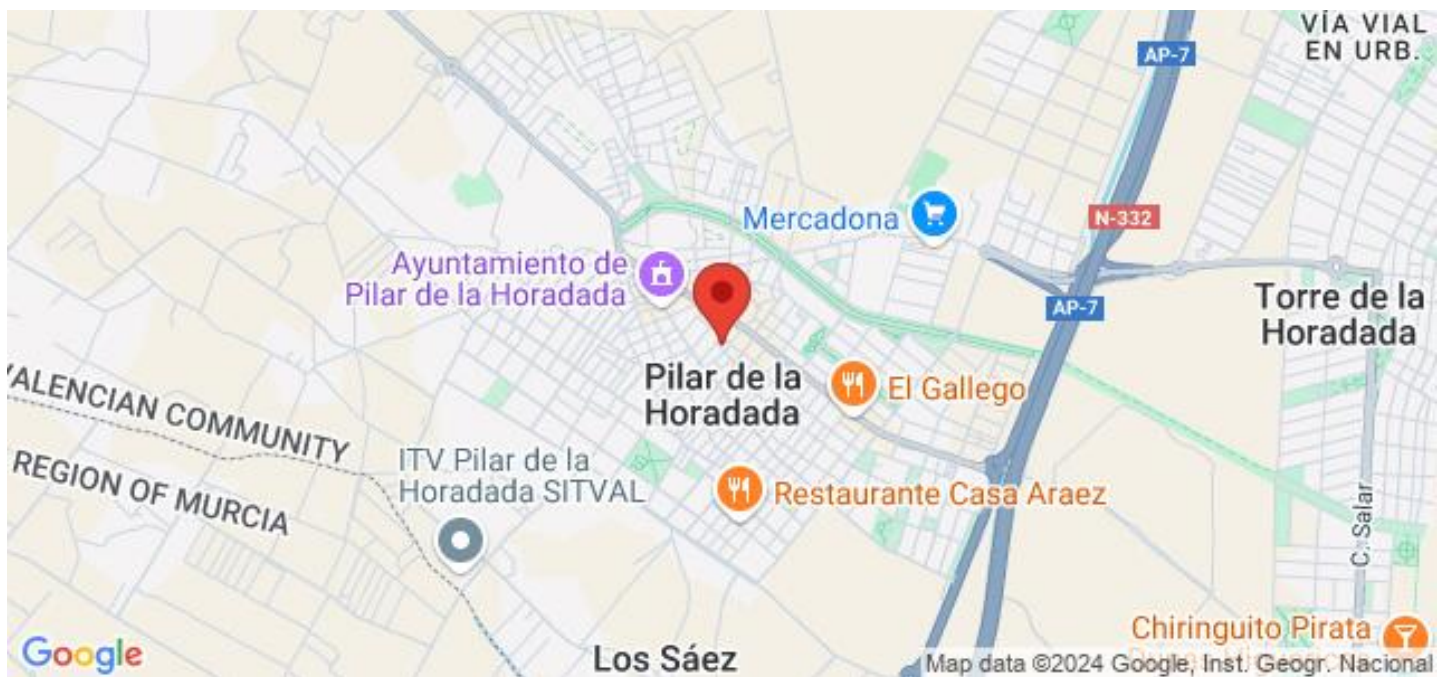 VÍA VIAL
EN URB.
AP-7
Mercadona
N-332
Ayuntamiento de
Pilar de la Horadada
AP-7
Torre de la
Horadada
Pilar de la
Horadada
El Gallego
VALENCIAN COMMUNITY
REGION OF MURCIA
ITV Pilar de la
Horadada SITVAL
Restaurante Casa Araez
C. Salar
Chiringuito Pirata
Los Sáez
Google
Map data ©2024 Google, Inst. Geogr. Nacional